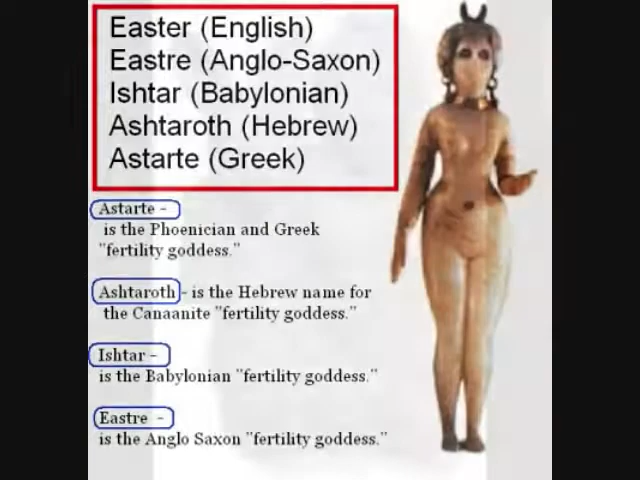 Easter (English)
Eastre (Anglo-Saxon)
Ishtar (Babylonian)
Ashtaroth (Hebrew)
Astarte (Greek)
Astarte -
is the Phoenician and Greek
"fertility goddess."
Ashtaroth - is the Hebrew name for
the Canaanite "fertility goddess."
Ishtar -
is the Babylonian "fertility goddess."
Eastre -
is the Anglo Saxon "fertility goddess."